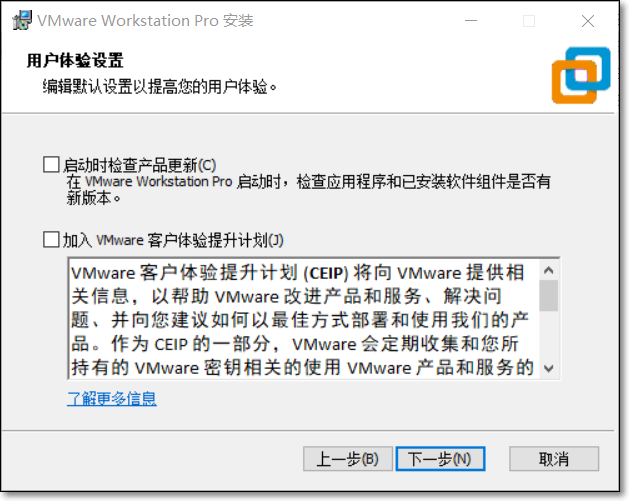 VMware Workstation Pro 安装
用户体验设置
编辑默认设置以提高您的用户体验。
启动时检查产品更新(C)
在 VMware Workstation Pro 启动时，检查应用程序和已安装软件组件是否有
新版本。
加入 VMware 客户体验提升计划(J)
VMware 客户体验提升计划 (CEIP) 将向 VMware 提供相
关信息，以帮助 VMware 改进产品和服务、解决问
题、并向您建议如何以最佳方式部署和使用我们的产
品。作为 CEIP 的一部分，VMware 会定期收集和您所
持有的 VMware 密钥相关的使用 VMware 产品和服务的
了解更多信息
上一步(B) 下一步(N) 取消